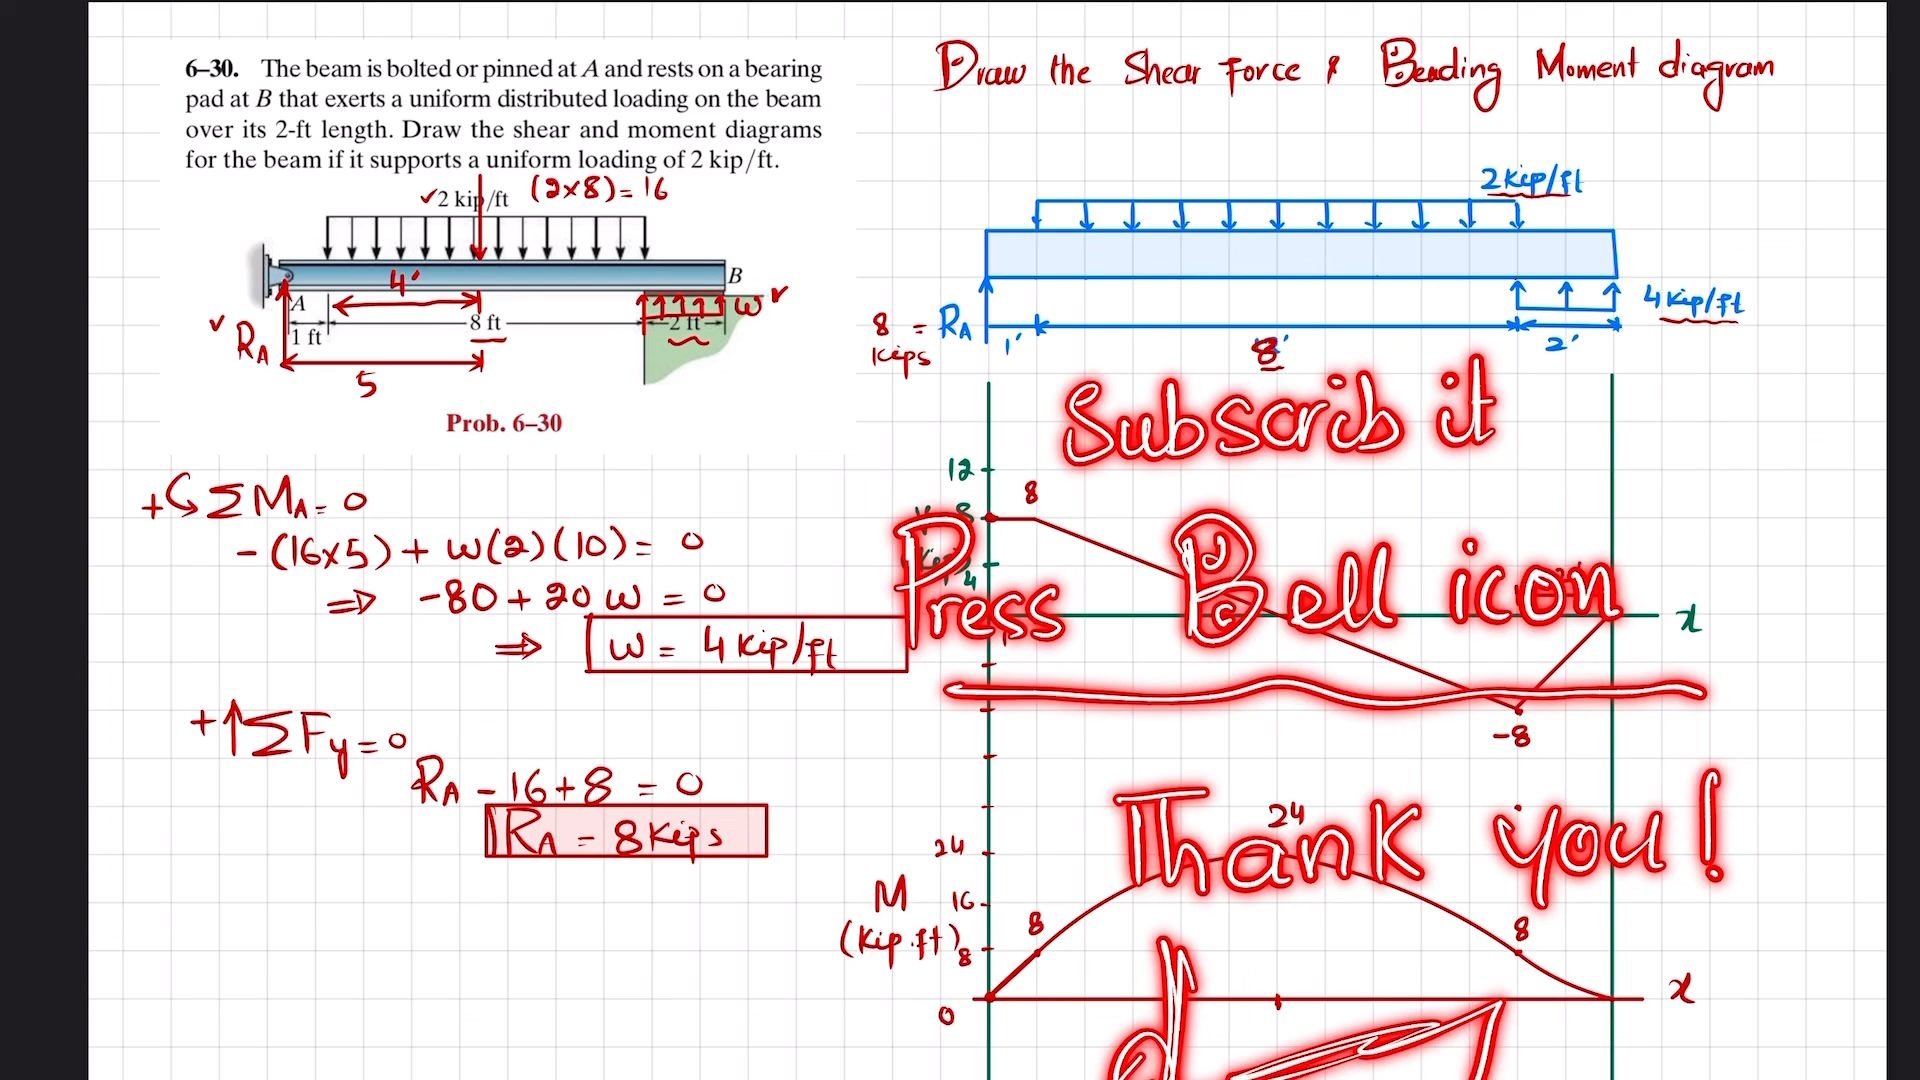 6–30. The beam is bolted or pinned at A and rests on a bearing
pad at B that exerts a uniform distributed loading on the beam
over its 2-ft length. Draw the shear and moment diagrams
for the beam if it supports a uniform loading of 2 kip/ft.
✓2 kip/ft (2×8)= 16
4'
B
A
w ✓
✓ RA
1 ft
8 ft
2 ft
5
Prob. 6–30
+ΣMA = 0
-(16×5) + w(2)(10) = 0
⇒ -80 + 20 w = 0
⇒ w = 4 kip/ft
+↑ΣFy = 0
RA - 16 + 8 = 0
RA = 8 kips
Draw the Shear Force & Bending Moment diagram
2 kip/ft
4 kip/ft
8 = RA
kips
1'
8'
2'
Subscrib it
12
8
8
4
Press Bell icon
x
-8
Thank you!
24
24
M
16
(kip.ft)
8
8
8
0
x